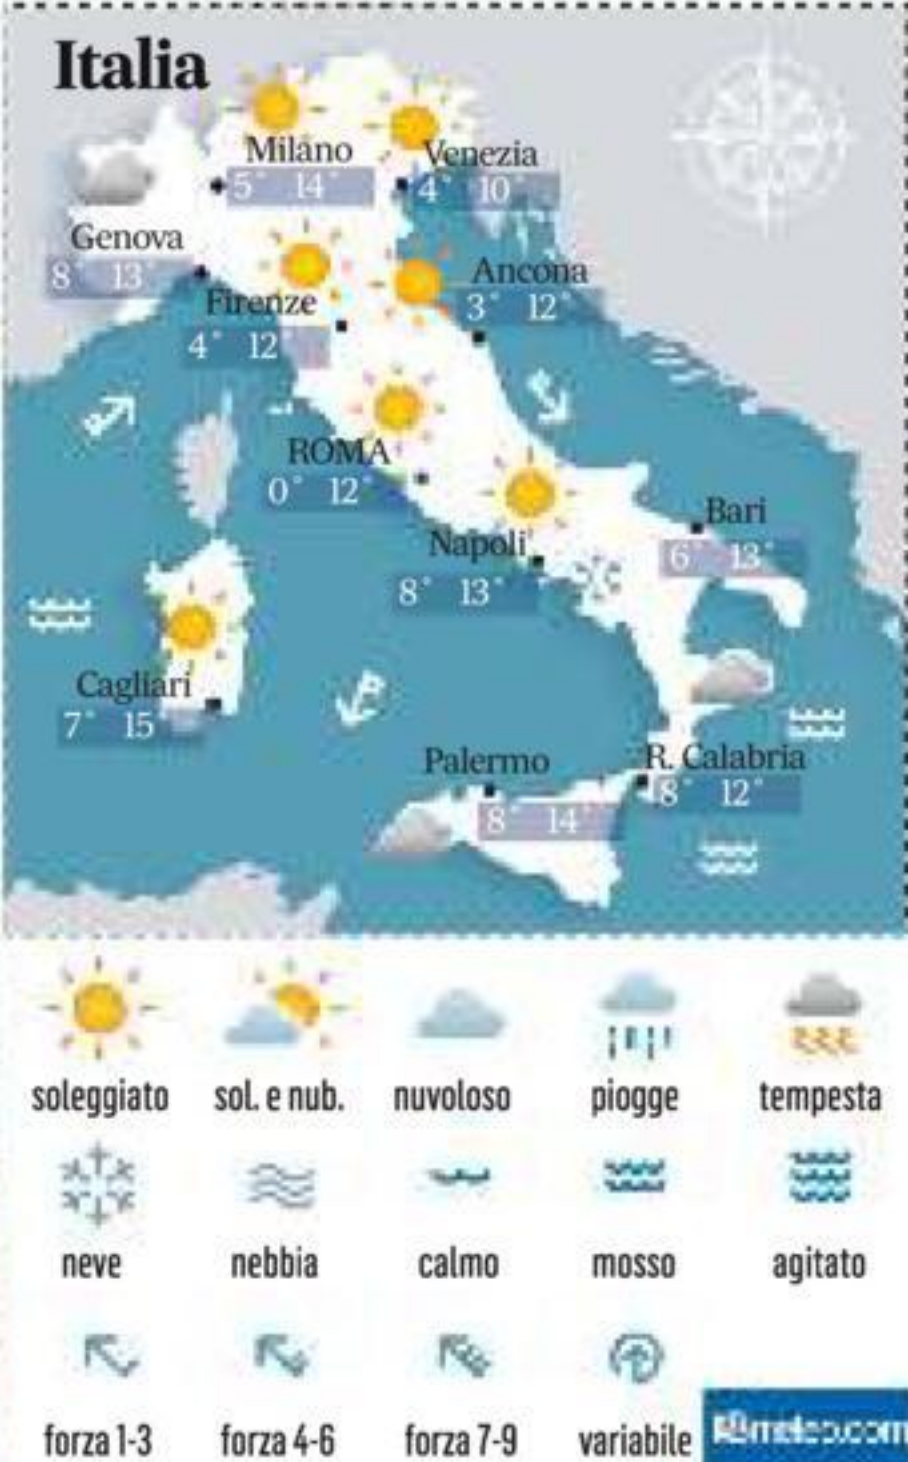 Italia
Milano
5° 14°
Venezia
4° 10°
Genova
8° 13°
Firenze
4° 12
Ancona
3° 12°
ROMA
0° 12°
Napoli
8° 13°
Bari
6° 13°
Cagliari
7° 15°
Palermo
8° 14°
R. Calabria
8° 12°
soleggiato
sol. e nub.
nuvoloso
piogge
tempesta
neve
nebbia
calmo
mosso
agitato
forza 1-3
forza 4-6
forza 7-9
variabile